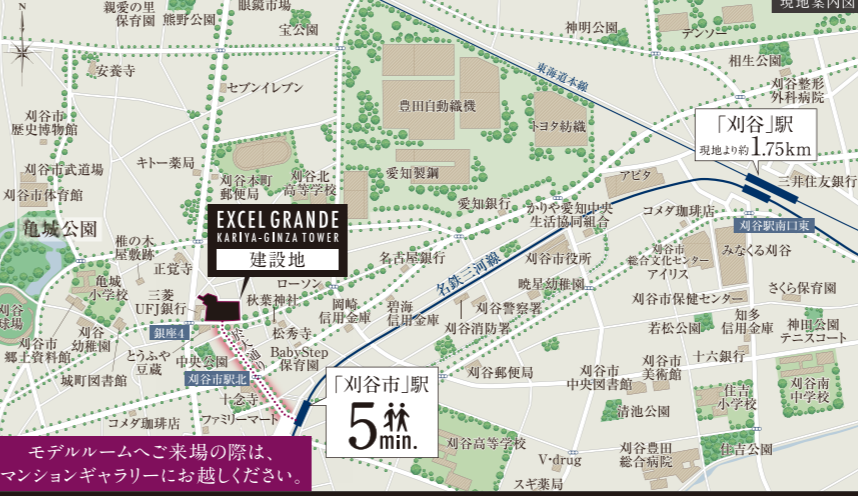 現地案内図
N
親愛の里
保育園
熊野公園
眼鏡市場
宝公園
神明公園
デンソー
相生公園
東海道本線
安養寺
セブンイレブン
豊田自動織機
トヨタ紡織
刈谷整形
外科病院
刈谷市
歴史博物館
「刈谷」駅
現地より約1.75km
キトー薬局
愛知製鋼
アピタ
三井住友銀行
刈谷市武道場
刈谷市体育館
刈谷本町
郵便局
刈谷北
高等学校
愛知銀行
かりや愛知中央
生活協同組合
コメダ珈琲店
刈谷駅南口東
亀城公園
EXCEL GRANDE
KARIYA-GINZA TOWER
建設地
椎の木
屋敷跡
正覚寺
名古屋銀行
名鉄三河線
刈谷市役所
刈谷市
総合文化センター
アイリス
みなくる刈谷
亀城
小学校
三菱
UFJ銀行
ローソン
秋葉神社
岡崎
信用金庫
碧海
信用金庫
暁星幼稚園
刈谷市保健センター
さくら保育園
刈谷
球場
銀座4
刈谷警察署
刈谷消防署
若松公園
知多
信用金庫
神田公園
テニスコート
刈谷市
郷土資料館
刈谷
幼稚園
とうふや
豆蔵
中央公園
松秀寺
BabyStep
保育園
十六銀行
城町図書館
刈谷市駅北
「刈谷市」駅
5min.
刈谷郵便局
刈谷市
中央図書館
刈谷市
美術館
住吉
小学校
刈谷南
中学校
十念寺
コメダ珈琲店
ファミリーマート
清池公園
刈谷高等学校
V・drug
刈谷豊田
総合病院
住吉公園
スギ薬局
モデルルームへご来場の際は、
マンションギャラリーにお越しください。